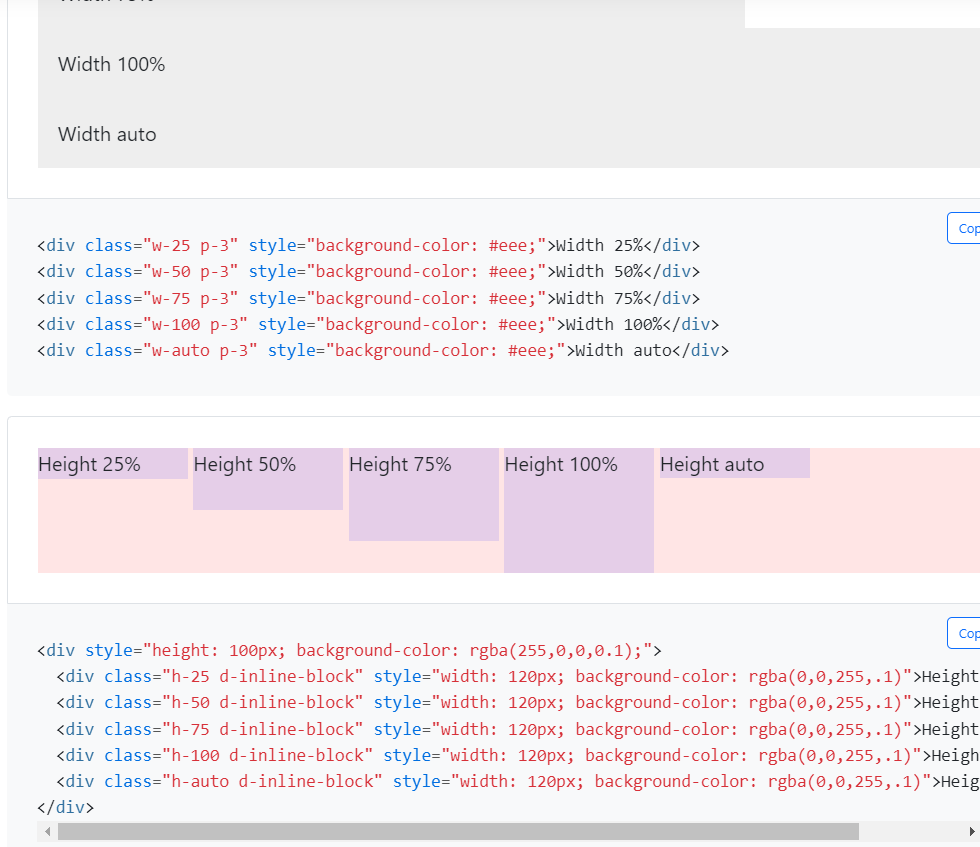 Width 100%
Width auto
Cop
<div class="w-25 p-3" style="background-color: #eee;">Width 25%</div>
<div class="w-50 p-3" style="background-color: #eee;">Width 50%</div>
<div class="w-75 p-3" style="background-color: #eee;">Width 75%</div>
<div class="w-100 p-3" style="background-color: #eee;">Width 100%</div>
<div class="w-auto p-3" style="background-color: #eee;">Width auto</div>
Height 25% Height 50% Height 75% Height 100% Height auto
Cop
<div style="height: 100px; background-color: rgba(255,0,0,0.1);">
  <div class="h-25 d-inline-block" style="width: 120px; background-color: rgba(0,0,255,.1)">Height
  <div class="h-50 d-inline-block" style="width: 120px; background-color: rgba(0,0,255,.1)">Height
  <div class="h-75 d-inline-block" style="width: 120px; background-color: rgba(0,0,255,.1)">Height
  <div class="h-100 d-inline-block" style="width: 120px; background-color: rgba(0,0,255,.1)">Heigh
  <div class="h-auto d-inline-block" style="width: 120px; background-color: rgba(0,0,255,.1)">Heig
</div>